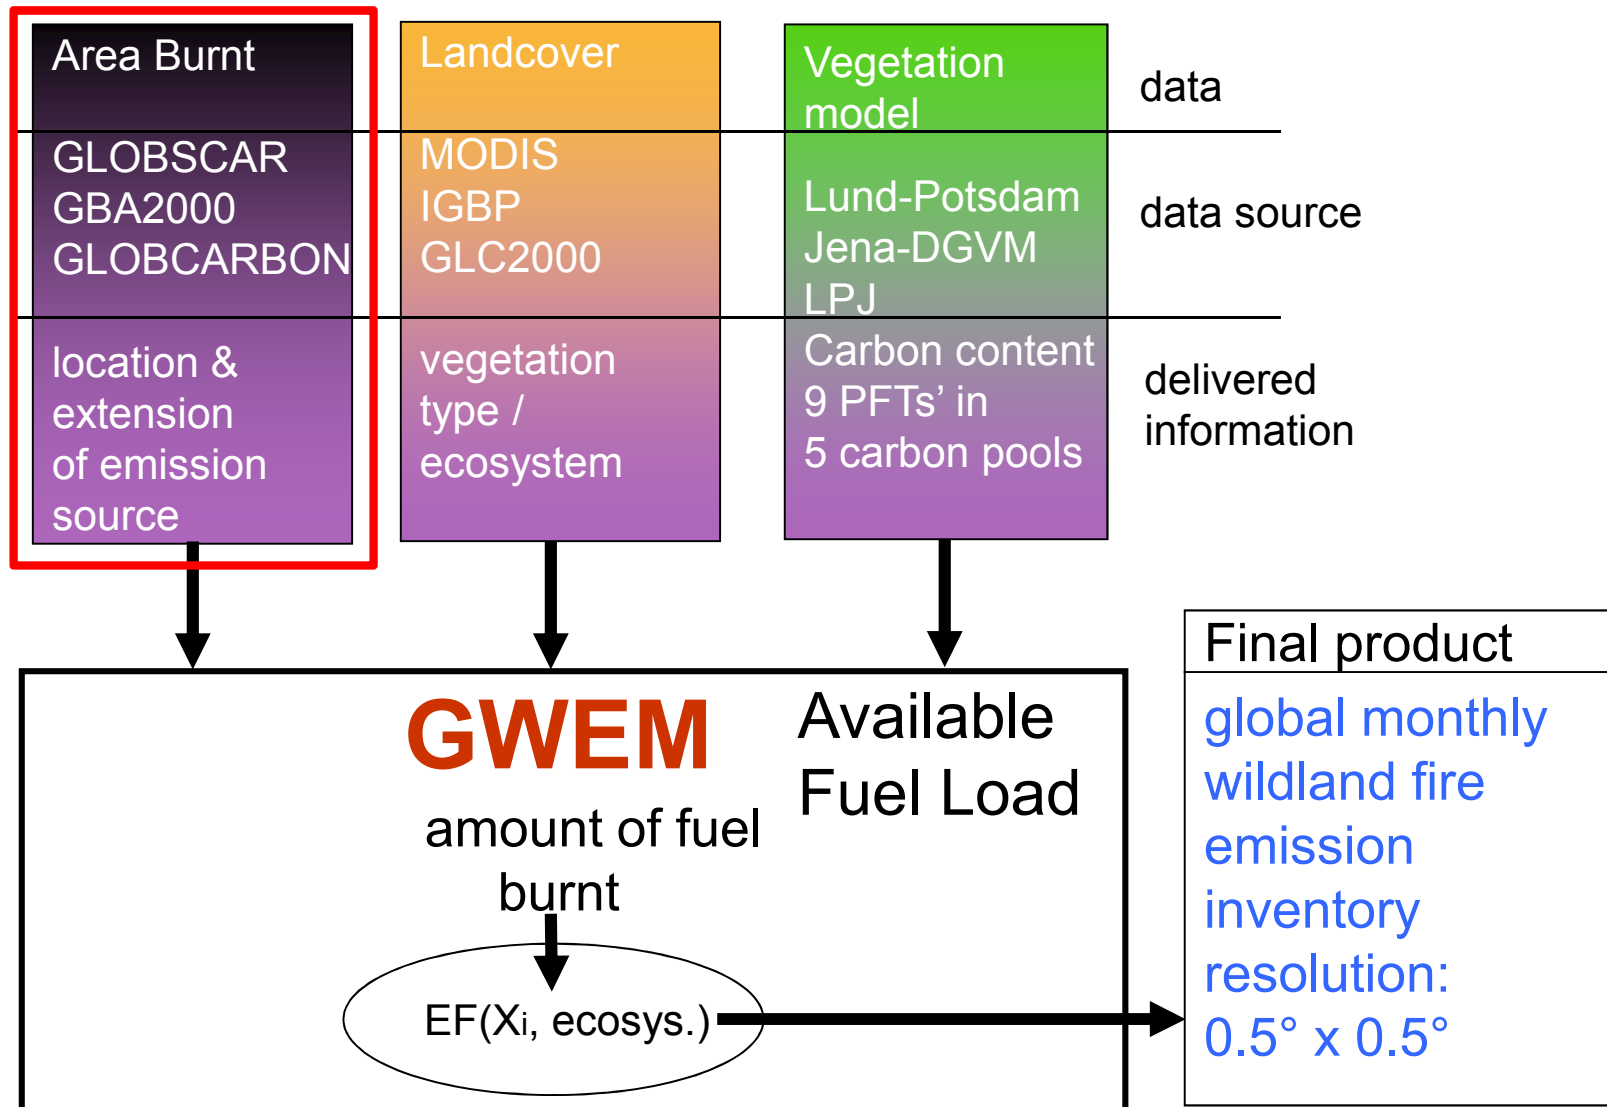 Area Burnt
GLOBSCAR
GBA2000
GLOBCARBON
location &
extension
of emission
source
Landcover
MODIS
IGBP
GLC2000
vegetation
type /
ecosystem
Vegetation
model
Lund-Potsdam
Jena-DGVM
LPJ
Carbon content
9 PFTs’ in
5 carbon pools
data
data source
delivered
information
GWEM
Available
Fuel Load
amount of fuel
burnt
EF(Xi, ecosys.)
Final product
global monthly
wildland fire
emission
inventory
resolution:
0.5° x 0.5°